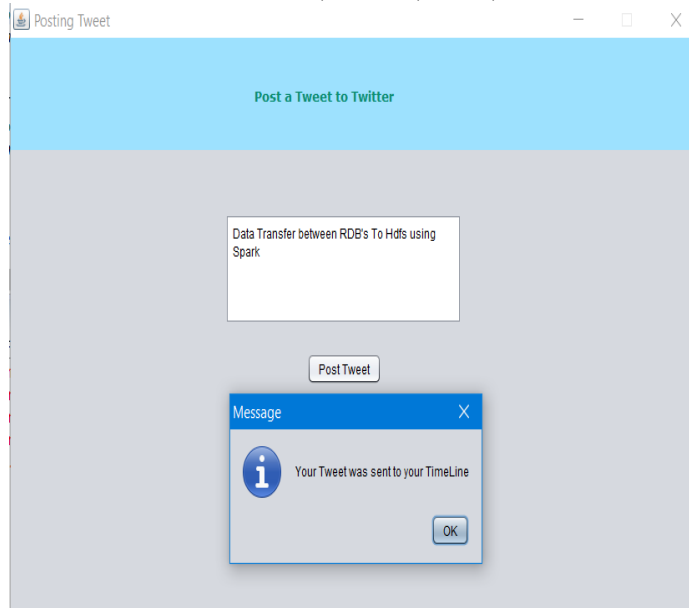 Posting Tweet
Post a Tweet to Twitter
Data Transfer between RDB's To Hdfs using
Spark
Post Tweet
Message
Your Tweet was sent to your TimeLine
OK